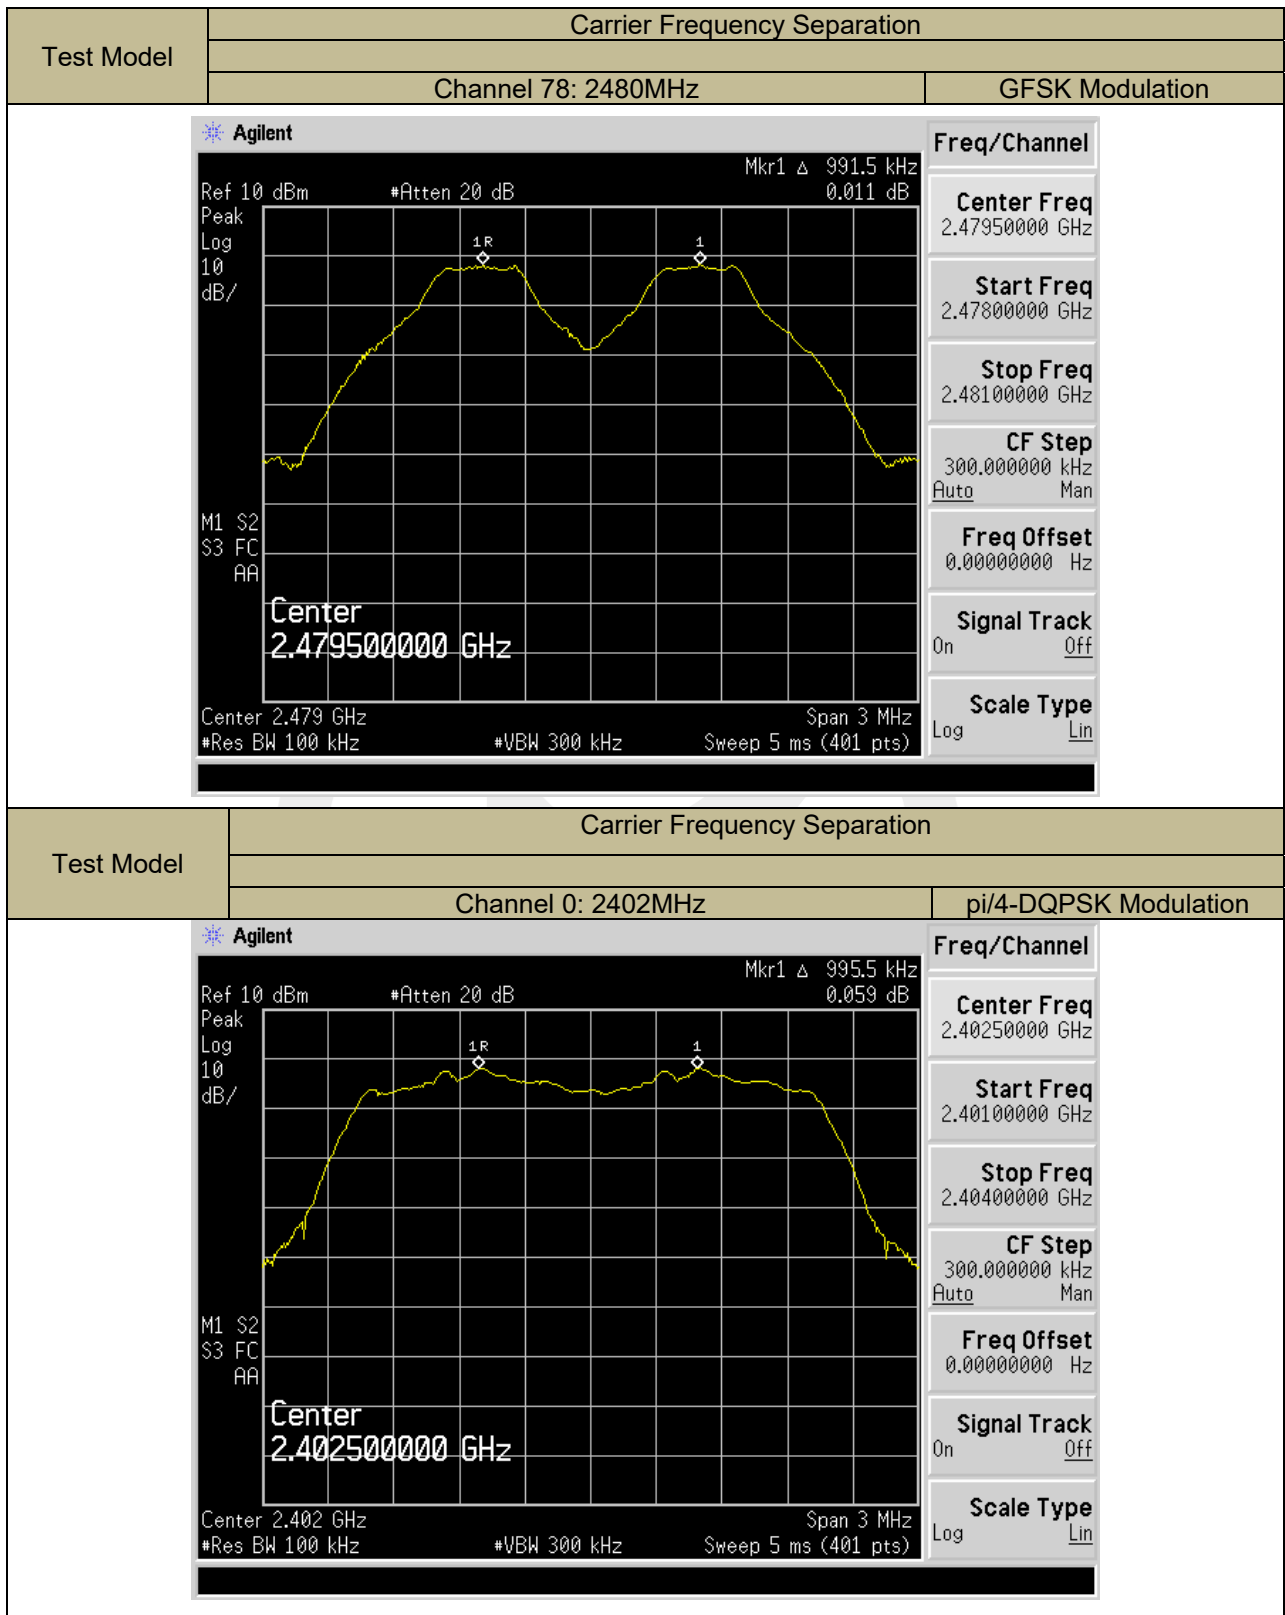 Test Model
Carrier Frequency Separation
Channel 78: 2480MHz
GFSK Modulation
Agilent
Freq/Channel
Mkr1 Δ 991.5 kHz
Ref 10 dBm #Atten 20 dB 0.011 dB
Peak
Log
10
dB/
1R
1
M1 S2
S3 FC
AA
Center
2.479500000 GHz
Center 2.479 GHz Span 3 MHz
#Res BW 100 kHz #VBW 300 kHz Sweep 5 ms (401 pts)
Center Freq
2.47950000 GHz
Start Freq
2.47800000 GHz
Stop Freq
2.48100000 GHz
CF Step
300.000000 kHz
Auto Man
Freq Offset
0.00000000 Hz
Signal Track
On Off
Scale Type
Log Lin
Test Model
Carrier Frequency Separation
Channel 0: 2402MHz
pi/4-DQPSK Modulation
Agilent
Freq/Channel
Mkr1 Δ 995.5 kHz
Ref 10 dBm #Atten 20 dB 0.059 dB
Peak
Log
10
dB/
1R
1
M1 S2
S3 FC
AA
Center
2.402500000 GHz
Center 2.402 GHz Span 3 MHz
#Res BW 100 kHz #VBW 300 kHz Sweep 5 ms (401 pts)
Center Freq
2.40250000 GHz
Start Freq
2.40100000 GHz
Stop Freq
2.40400000 GHz
CF Step
300.000000 kHz
Auto Man
Freq Offset
0.00000000 Hz
Signal Track
On Off
Scale Type
Log Lin